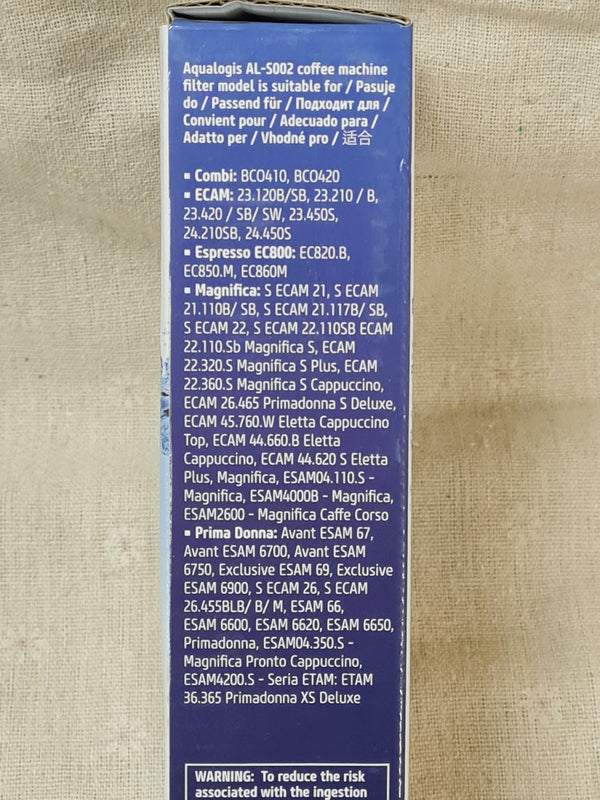 Aqualogis AL-S002 coffee machine
filter model is suitable for / Pasuje
do / Passend für / Подходит для /
Convient pour / Adecuado para /
Adatto per / Vhodné pro / 适合
▪ Combi: BCO410, BCO420
▪ ECAM: 23.120B/SB, 23.210 / B,
23.420 / SB/ SW, 23.450S,
24.210SB, 24.450S
▪ Espresso EC800: EC820.B,
EC850.M, EC860M
▪ Magnifica: S ECAM 21, S ECAM
21.110B/ SB, S ECAM 21.117B/ SB,
S ECAM 22, S ECAM 22.110SB ECAM
22.110.Sb Magnifica S, ECAM
22.320.S Magnifica S Plus, ECAM
22.360.S Magnifica S Cappuccino,
ECAM 26.465 Primadonna S Deluxe,
ECAM 45.760.W Eletta Cappuccino
Top, ECAM 44.660.B Eletta
Cappuccino, ECAM 44.620 S Eletta
Plus, Magnifica, ESAM04.110.S -
Magnifica, ESAM4000B - Magnifica,
ESAM2600 - Magnifica Caffe Corso
▪ Prima Donna: Avant ESAM 67,
Avant ESAM 6700, Avant ESAM
6750, Exclusive ESAM 69, Exclusive
ESAM 6900, S ECAM 26, S ECAM
26.455BLB/ B/ M, ESAM 66,
ESAM 6600, ESAM 6620, ESAM 6650,
Primadonna, ESAM04.350.S -
Magnifica Pronto Cappuccino,
ESAM4200.S - Seria ETAM: ETAM
36.365 Primadonna XS Deluxe
WARNING: To reduce the risk
associated with the ingestion